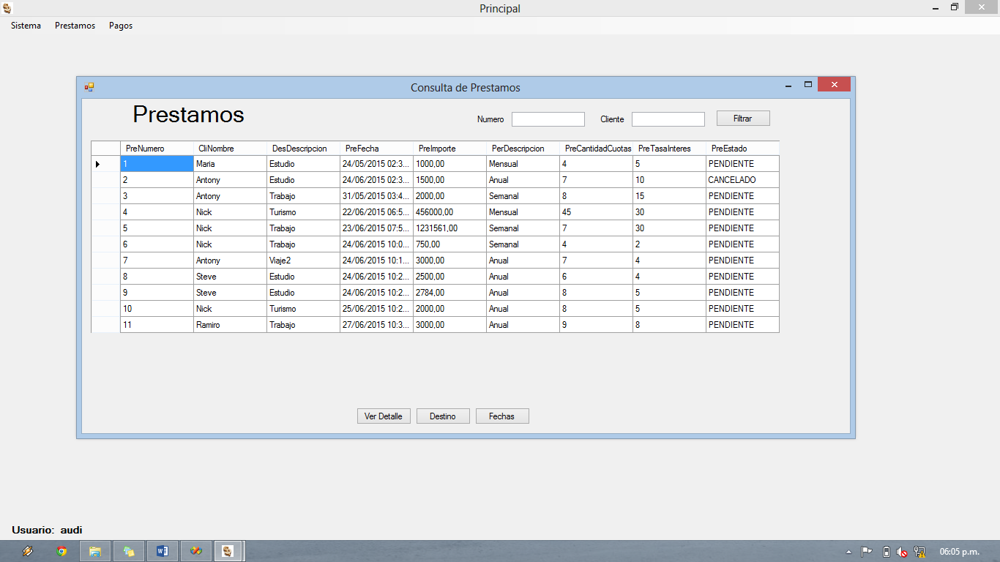 Principal
Sistema Prestamos Pagos
Consulta de Prestamos
Prestamos Numero Cliente Filtrar
PreNumero CliNombre DesDescripcion PreFecha PreImporte PerDescripcion PreCantidadCuotas PreTasaInteres PreEstado
1 Maria Estudio 24/05/2015 02:3... 1000,00 Mensual 4 5 PENDIENTE
2 Antony Estudio 24/06/2015 02:3... 1500,00 Anual 7 10 CANCELADO
3 Antony Trabajo 31/05/2015 03:4... 2000,00 Semanal 8 15 PENDIENTE
4 Nick Turismo 22/06/2015 06:5... 456000,00 Mensual 45 30 PENDIENTE
5 Nick Trabajo 23/06/2015 07:5... 1231561,00 Semanal 7 30 PENDIENTE
6 Nick Trabajo 24/06/2015 10:0... 750,00 Semanal 4 2 PENDIENTE
7 Antony Viaje2 24/06/2015 10:1... 3000,00 Anual 7 4 PENDIENTE
8 Steve Estudio 24/06/2015 10:2... 2500,00 Anual 6 4 PENDIENTE
9 Steve Estudio 24/06/2015 10:2... 2784,00 Anual 8 5 PENDIENTE
10 Nick Turismo 25/06/2015 10:2... 2000,00 Anual 8 5 PENDIENTE
11 Ramiro Trabajo 27/06/2015 10:3... 3000,00 Anual 9 8 PENDIENTE
Ver Detalle Destino Fechas
Usuario: audi
06:05 p.m.